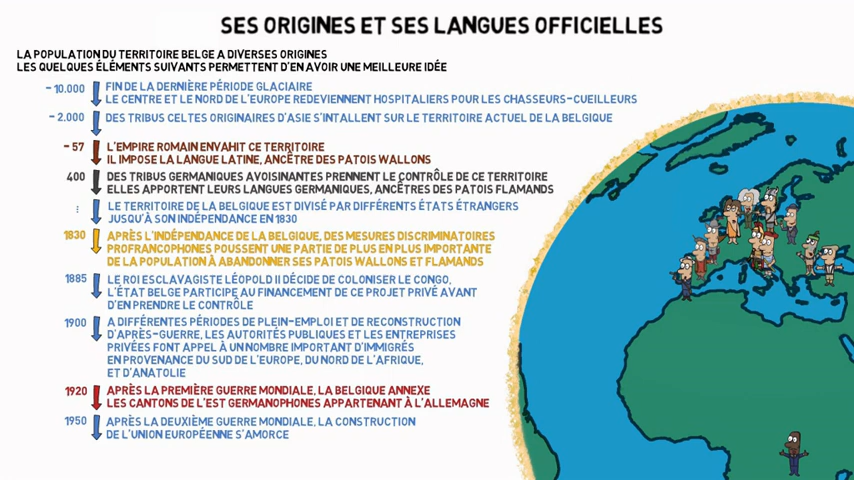 SES ORIGINES ET SES LANGUES OFFICIELLES
LA POPULATION DU TERRITOIRE BELGE A DIVERSES ORIGINES
LES QUELQUES ÉLÉMENTS SUIVANTS PERMETTENT D'EN AVOIR UNE MEILLEURE IDÉE
- 10.000 FIN DE LA DERNIÈRE PÉRIODE GLACIAIRE
LE CENTRE ET LE NORD DE L'EUROPE REDEVIENNENT HOSPITALIERS POUR LES CHASSEURS-CUEILLEURS
- 2.000 DES TRIBUS CELTES ORIGINAIRES D'ASIE S'INTALLENT SUR LE TERRITOIRE ACTUEL DE LA BELGIQUE
- 57 L'EMPIRE ROMAIN ENVAHIT CE TERRITOIRE
IL IMPOSE LA LANGUE LATINE, ANCÊTRE DES PATOIS WALLONS
400 DES TRIBUS GERMANIQUES AVOISINANTES PRENNENT LE CONTRÔLE DE CE TERRITOIRE
ELLES APPORTENT LEURS LANGUES GERMANIQUES, ANCÊTRES DES PATOIS FLAMANDS
⋮ LE TERRITOIRE DE LA BELGIQUE EST DIVISÉ PAR DIFFÉRENTS ÉTATS ÉTRANGERS
JUSQU'À SON INDÉPENDANCE EN 1830
1830 APRÈS L'INDÉPENDANCE DE LA BELGIQUE, DES MESURES DISCRIMINATOIRES
PROFRANCOPHONES POUSSENT UNE PARTIE DE PLUS EN PLUS IMPORTANTE
DE LA POPULATION À ABANDONNER SES PATOIS WALLONS ET FLAMANDS
1885 LE ROI ESCLAVAGISTE LÉOPOLD II DÉCIDE DE COLONISER LE CONGO,
L'ÉTAT BELGE PARTICIPE AU FINANCEMENT DE CE PROJET PRIVÉ AVANT
D'EN PRENDRE LE CONTRÔLE
1900 A DIFFÉRENTES PÉRIODES DE PLEIN-EMPLOI ET DE RECONSTRUCTION
D'APRÈS-GUERRE, LES AUTORITÉS PUBLIQUES ET LES ENTREPRISES
PRIVÉES FONT APPEL À UN NOMBRE IMPORTANT D'IMMIGRÉS
EN PROVENANCE DU SUD DE L'EUROPE, DU NORD DE L'AFRIQUE,
ET D'ANATOLIE
1920 APRÈS LA PREMIÈRE GUERRE MONDIALE, LA BELGIQUE ANNEXE
LES CANTONS DE L'EST GERMANOPHONES APPARTENANT À L'ALLEMAGNE
1950 APRÈS LA DEUXIÈME GUERRE MONDIALE, LA CONSTRUCTION
DE L'UNION EUROPÉENNE S'AMORCE